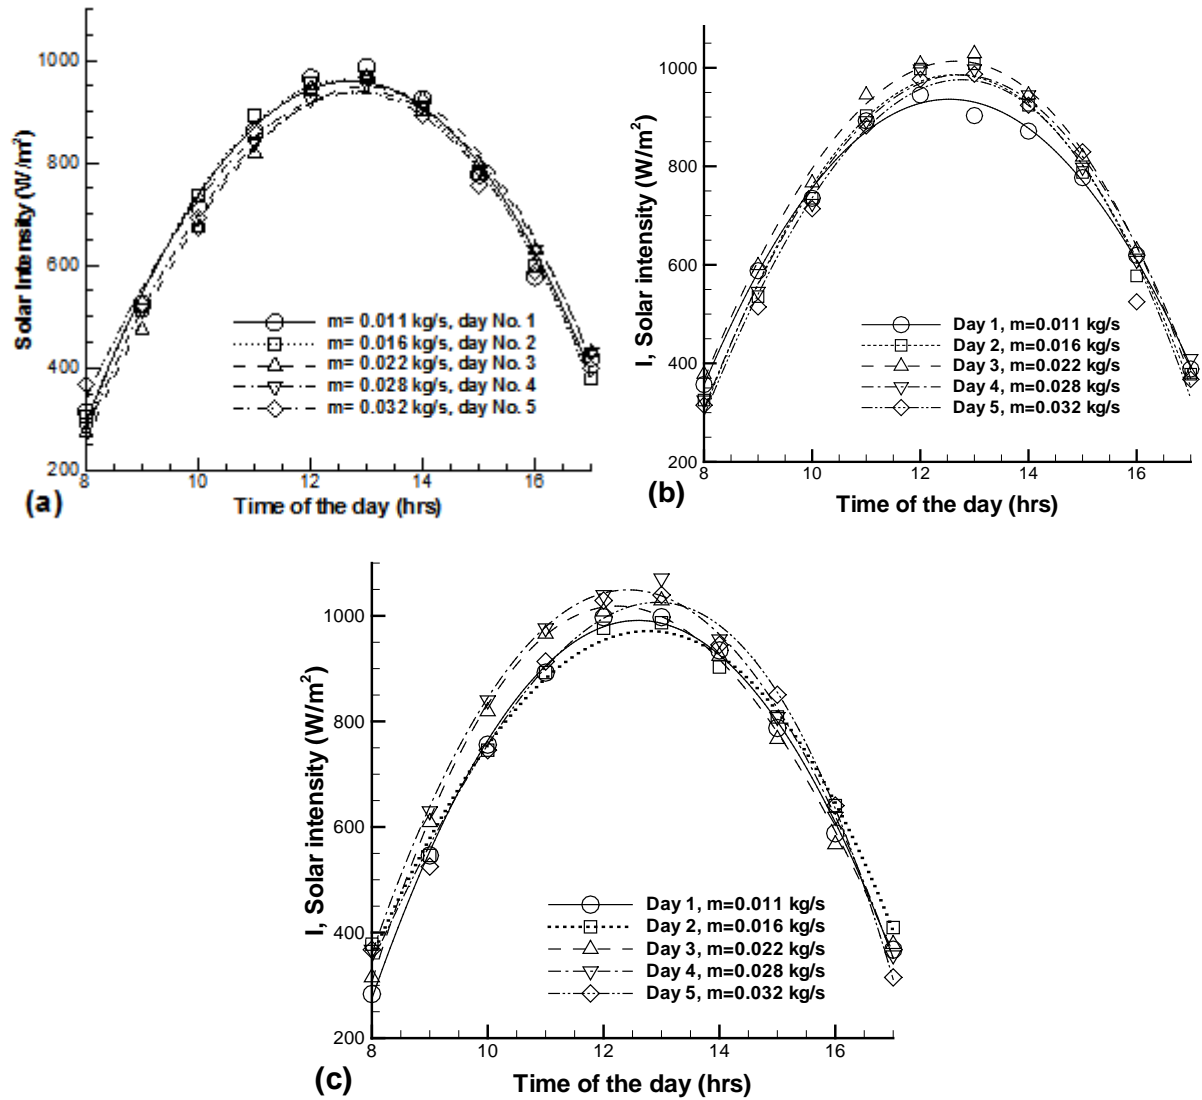 1000
800
600
400
200
Solar Intensity (W/m²)
m= 0.011 kg/s, day No. 1
m= 0.016 kg/s, day No. 2
m= 0.022 kg/s, day No. 3
m= 0.028 kg/s, day No. 4
m= 0.032 kg/s, day No. 5
8 10 12 14 16
Time of the day (hrs)
(a)
1000
800
600
400
200
I, Solar intensity (W/m²)
Day 1, m=0.011 kg/s
Day 2, m=0.016 kg/s
Day 3, m=0.022 kg/s
Day 4, m=0.028 kg/s
Day 5, m=0.032 kg/s
8 10 12 14 16
Time of the day (hrs)
(b)
1000
800
600
400
200
I, Solar intensity (W/m²)
Day 1, m=0.011 kg/s
Day 2, m=0.016 kg/s
Day 3, m=0.022 kg/s
Day 4, m=0.028 kg/s
Day 5, m=0.032 kg/s
8 10 12 14 16
Time of the day (hrs)
(c)